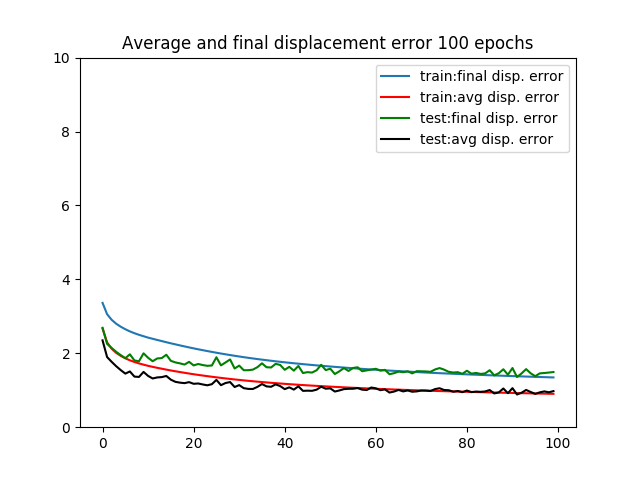 Average and final displacement error 100 epochs
train:final disp. error
train:avg disp. error
test:final disp. error
test:avg disp. error
10
8
6
4
2
0
0 20 40 60 80 100